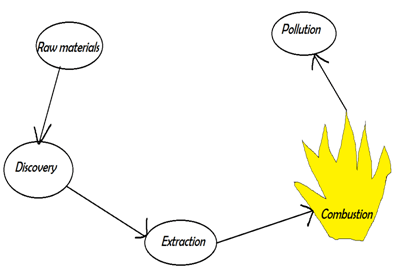 Raw materials
Discovery
Extraction
Combustion
Pollution